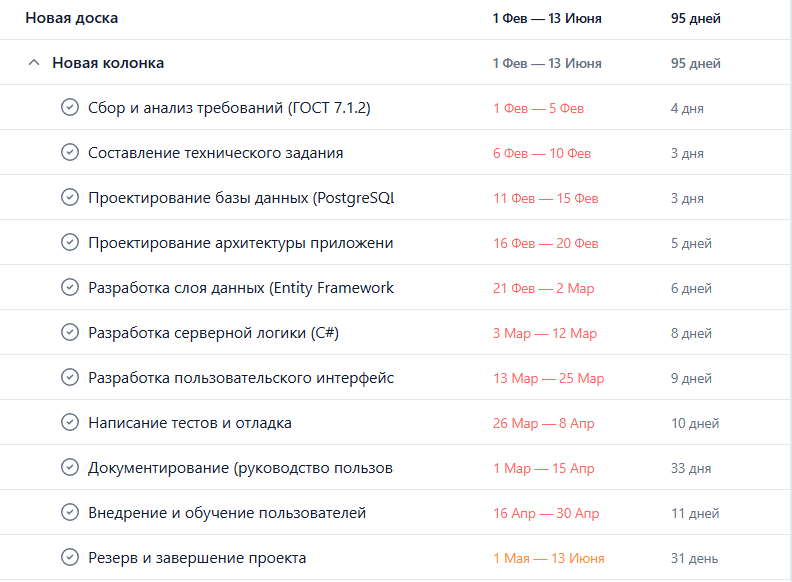 Новая доска 1 Фев — 13 Июня 95 дней
Новая колонка 1 Фев — 13 Июня 95 дней
Сбор и анализ требований (ГОСТ 7.1.2) 1 Фев — 5 Фев 4 дня
Составление технического задания 6 Фев — 10 Фев 3 дня
Проектирование базы данных (PostgreSQL 11 Фев — 15 Фев 3 дня
Проектирование архитектуры приложени 16 Фев — 20 Фев 5 дней
Разработка слоя данных (Entity Framework 21 Фев — 2 Мар 6 дней
Разработка серверной логики (C#) 3 Мар — 12 Мар 8 дней
Разработка пользовательского интерфейс 13 Мар — 25 Мар 9 дней
Написание тестов и отладка 26 Мар — 8 Апр 10 дней
Документирование (руководство пользов 1 Мар — 15 Апр 33 дня
Внедрение и обучение пользователей 16 Апр — 30 Апр 11 дней
Резерв и завершение проекта 1 Мая — 13 Июня 31 день